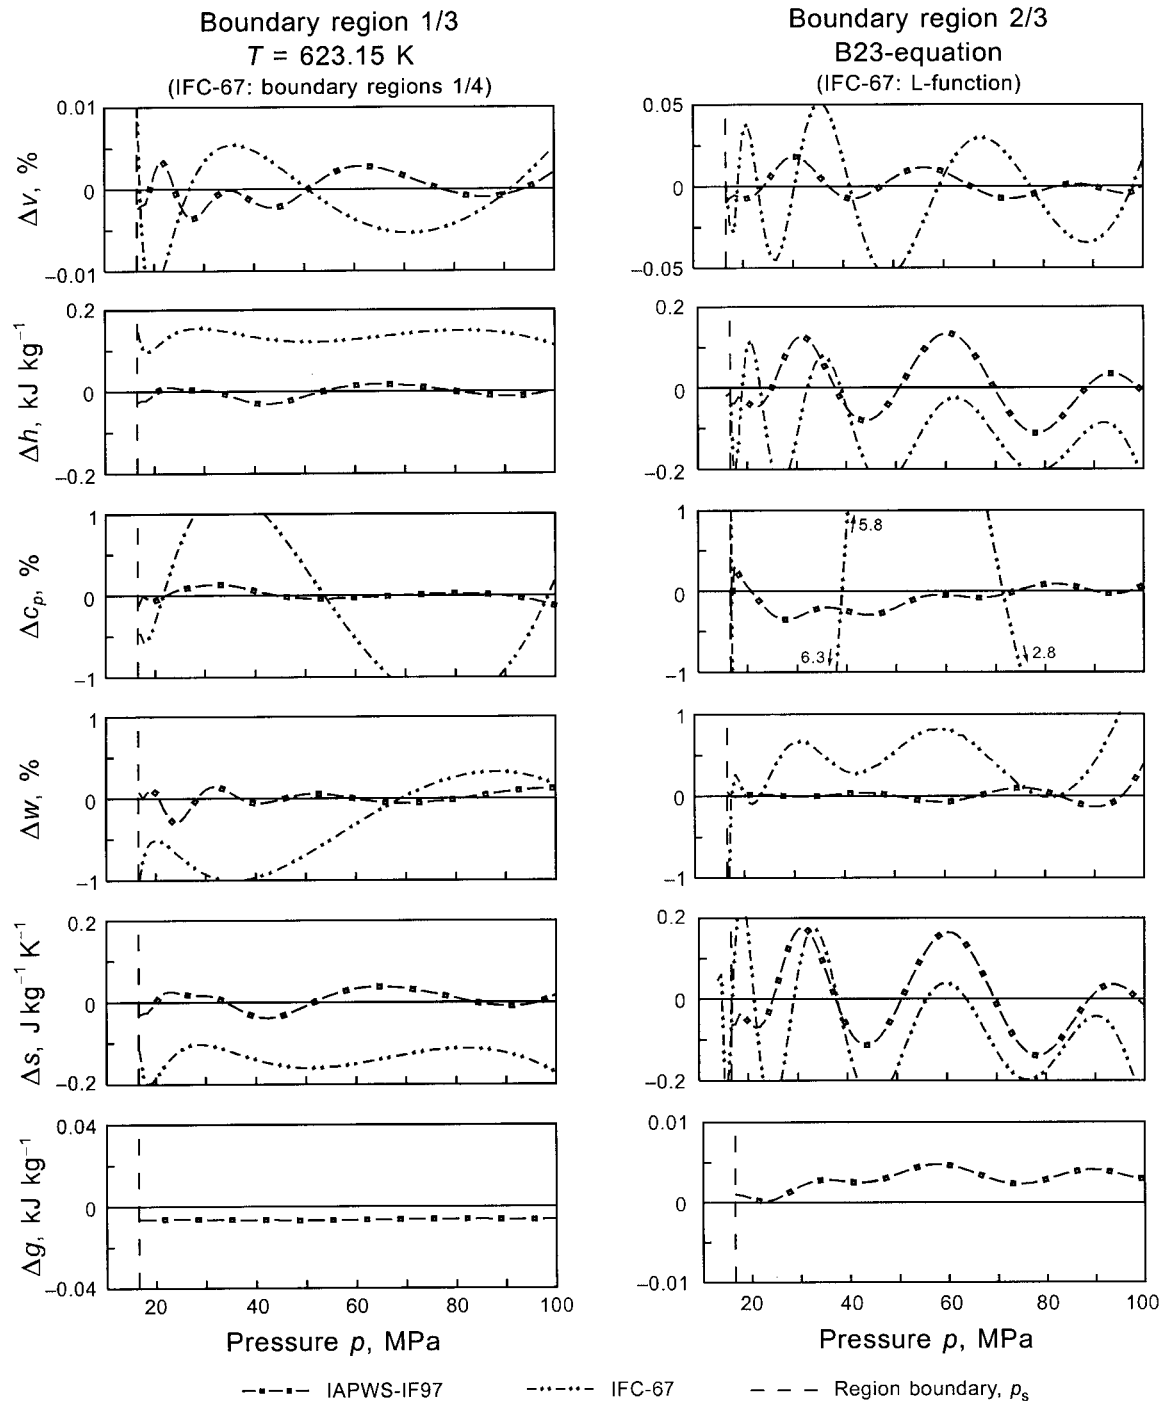 Boundary region 1/3
T = 623.15 K
(IFC-67: boundary regions 1/4)
Boundary region 2/3
B23-equation
(IFC-67: L-function)
Δv, %
0.01
0
−0.01
0.05
0
−0.05
Δh, kJ kg⁻¹
0.2
0
−0.2
0.2
0
−0.2
Δcₚ, %
1
0
−1
1
0
−1
5.8
6.3
2.8
Δw, %
1
0
−1
1
0
−1
Δs, J kg⁻¹ K⁻¹
0.2
0
−0.2
0.2
0
−0.2
Δg, kJ kg⁻¹
0.04
0
−0.04
0.01
0
−0.01
20 40 60 80 100
20 40 60 80 100
Pressure p, MPa
Pressure p, MPa
IAPWS-IF97
IFC-67
Region boundary, pₛ